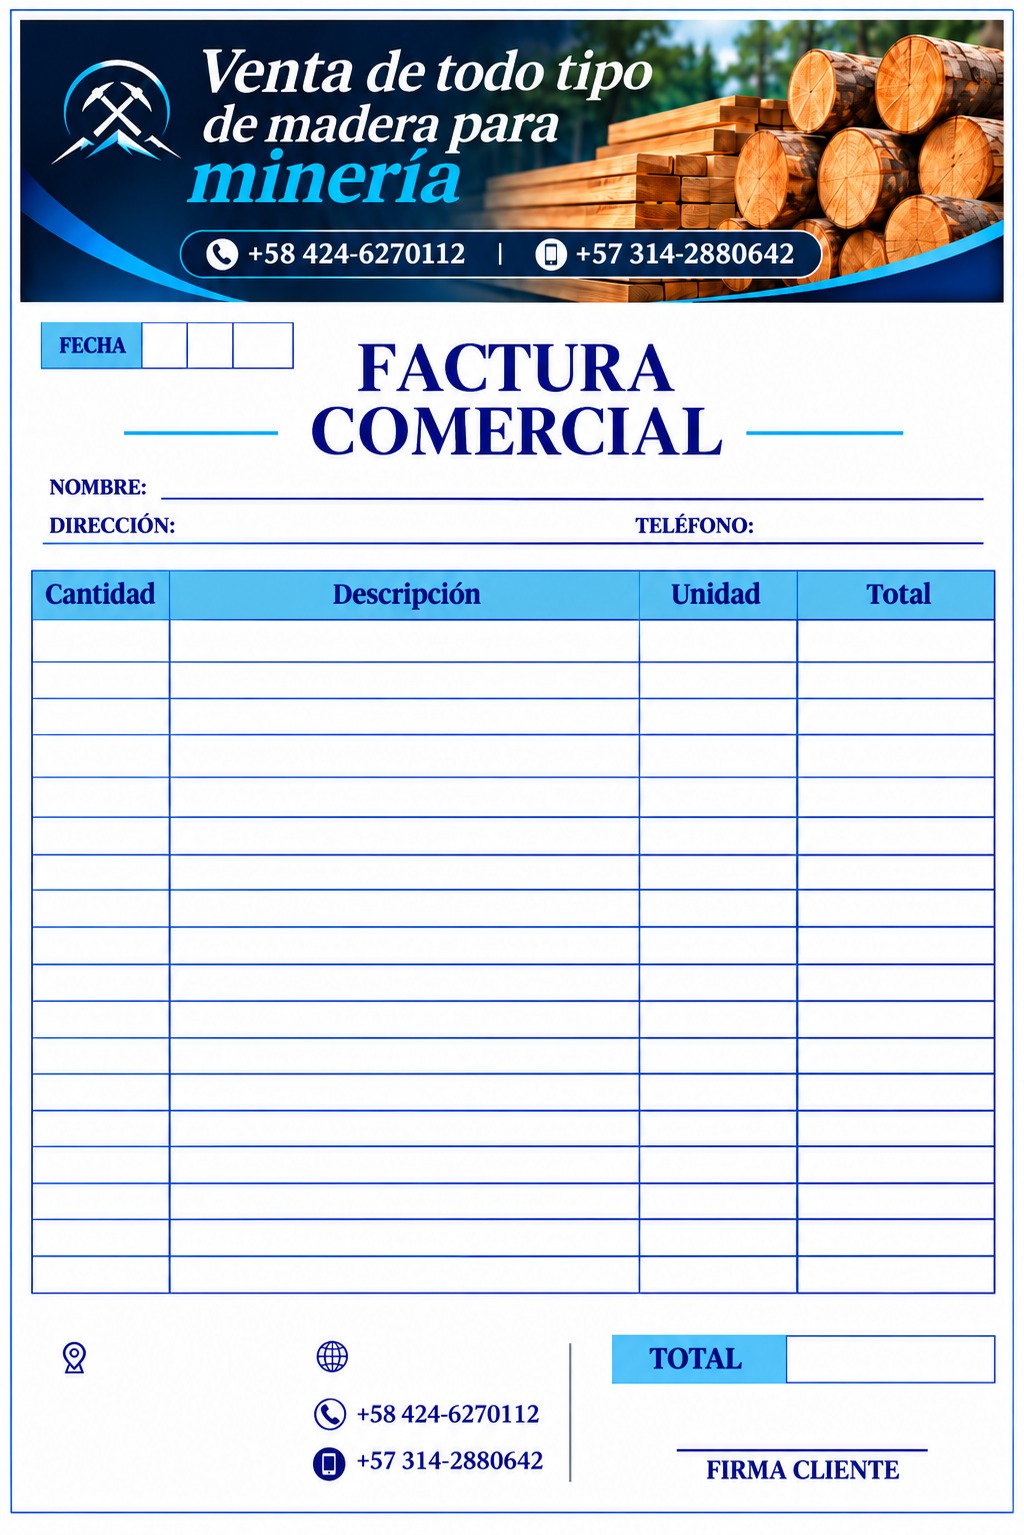 Venta de todo tipo
de madera para
minería
+58 424-6270112 | +57 314-2880642
FECHA
FACTURA
COMERCIAL
NOMBRE:
DIRECCIÓN: TELÉFONO:
Cantidad Descripción Unidad Total
TOTAL
+58 424-6270112
+57 314-2880642
FIRMA CLIENTE